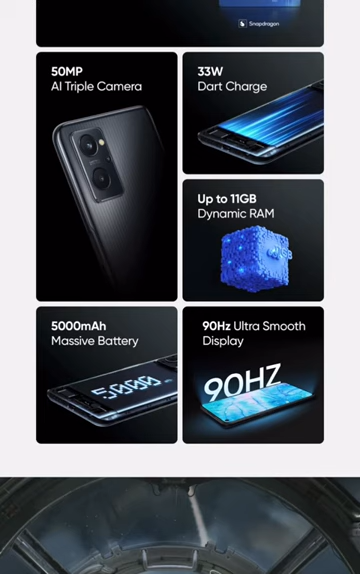 Snapdragon
50MP
AI Triple Camera
33W
Dart Charge
Up to 11GB
Dynamic RAM
5000mAh
Massive Battery
5000
90Hz Ultra Smooth
Display
90HZ